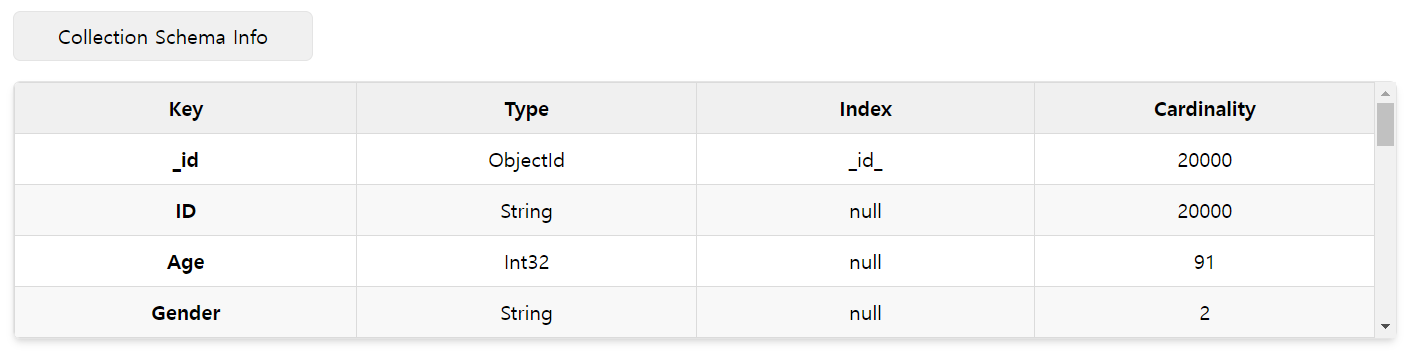 Collection Schema Info
Key Type Index Cardinality
_id ObjectId _id_ 20000
ID String null 20000
Age Int32 null 91
Gender String null 2